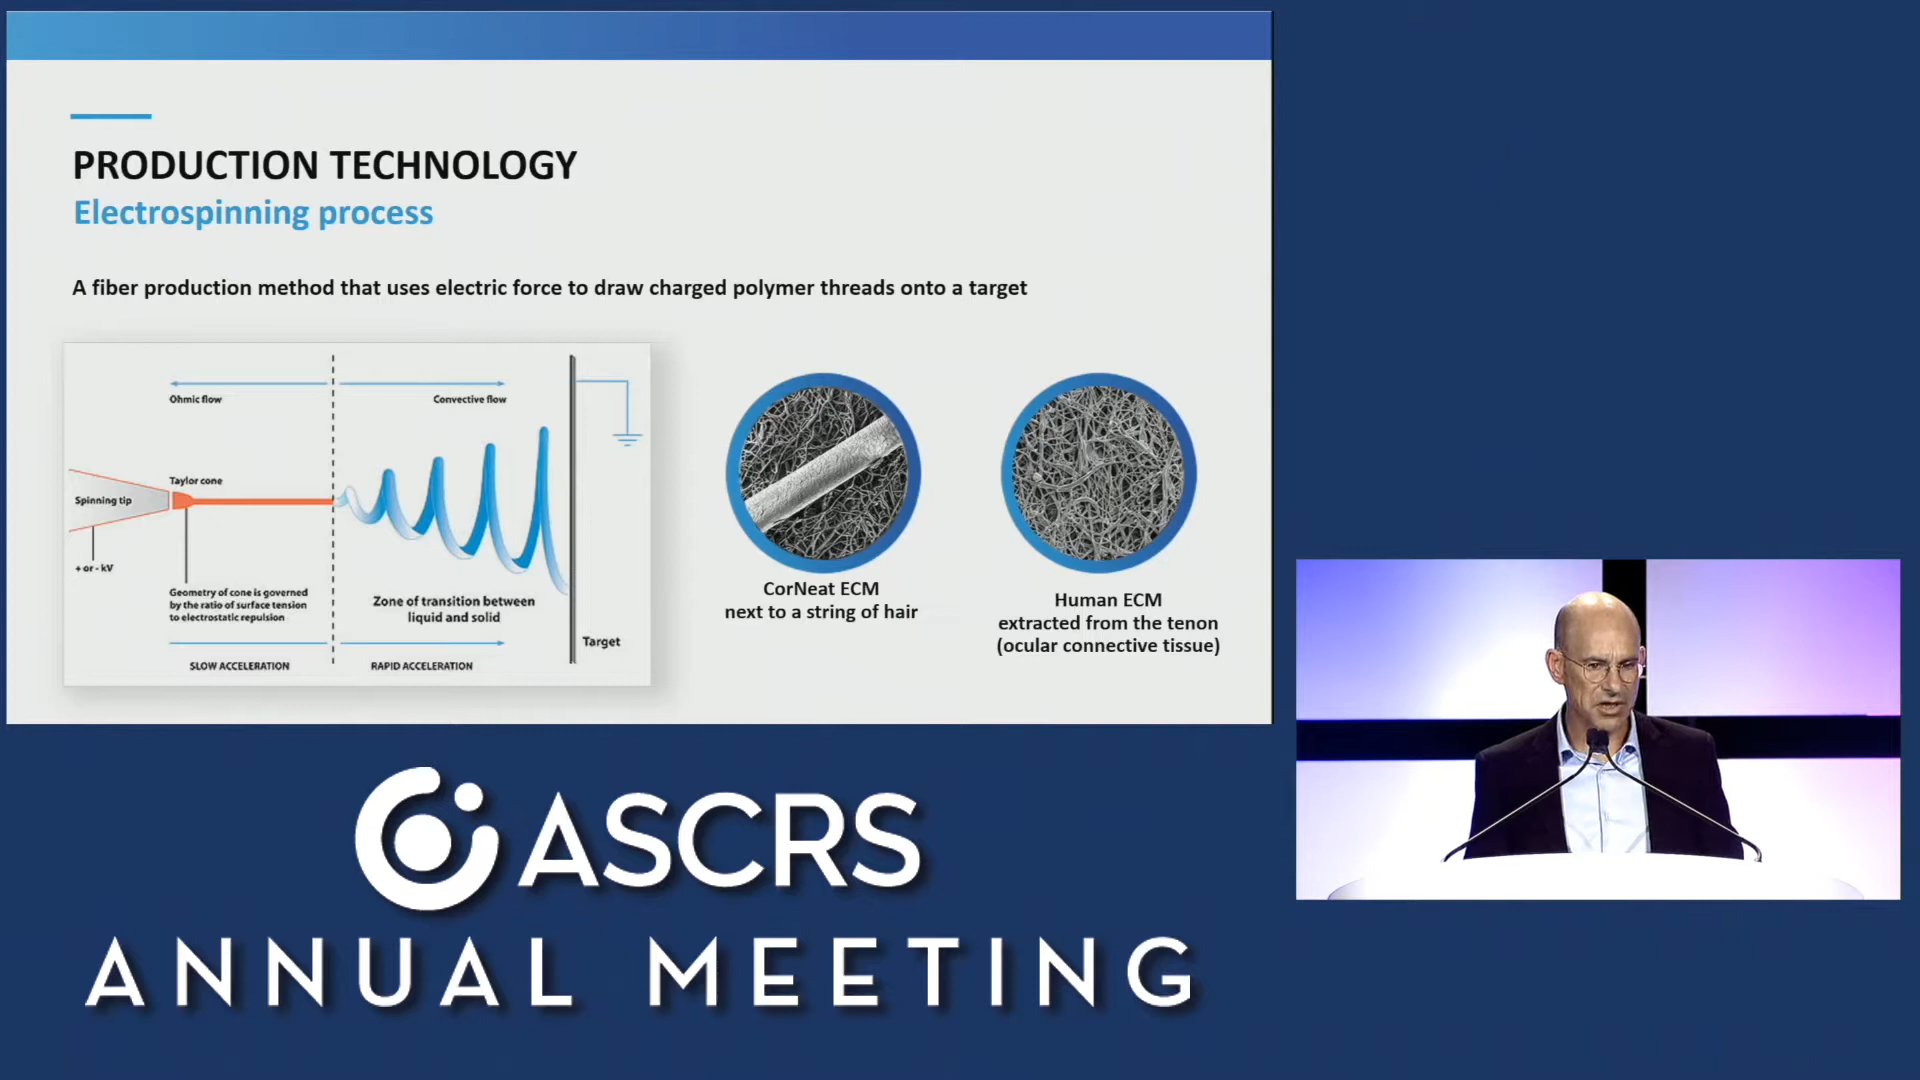 PRODUCTION TECHNOLOGY
Electrospinning process
A fiber production method that uses electric force to draw charged polymer threads onto a target
Ohmic flow
Convective flow
Taylor cone
Spinning tip
+ or - kV
Geometry of cone is governed
by the ratio of surface tension
to electrostatic repulsion
Zone of transition between
liquid and solid
Target
SLOW ACCELERATION
RAPID ACCELERATION
CorNeat ECM
next to a string of hair
Human ECM
extracted from the tenon
(ocular connective tissue)
ASCRS
ANNUAL MEETING